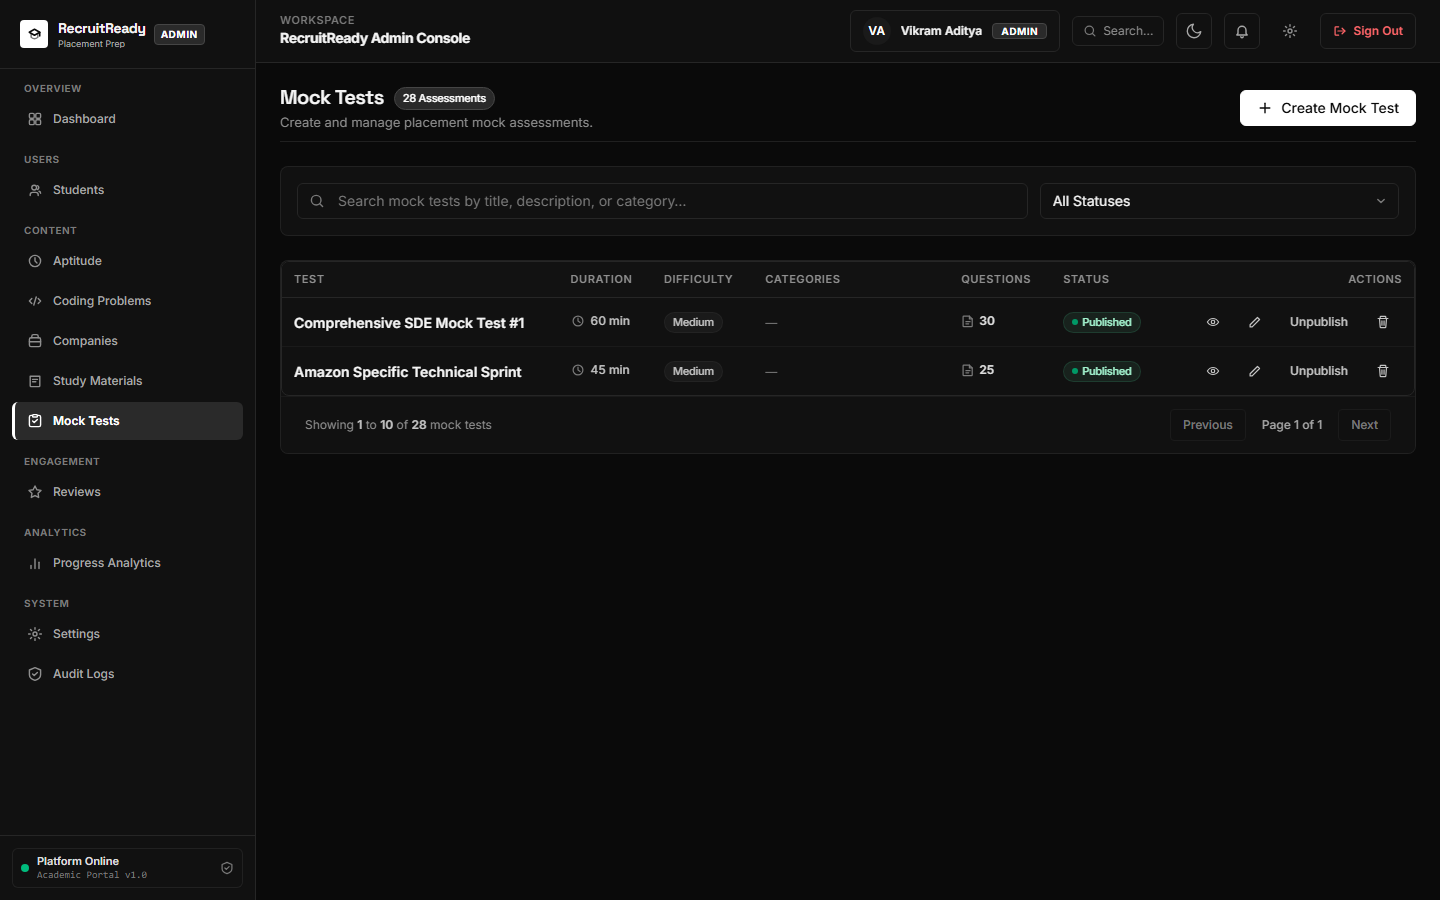 RecruitReady
Placement Prep
ADMIN
OVERVIEW
Dashboard
USERS
Students
CONTENT
Aptitude
Coding Problems
Companies
Study Materials
Mock Tests
ENGAGEMENT
Reviews
ANALYTICS
Progress Analytics
SYSTEM
Settings
Audit Logs
Platform Online
Academic Portal v1.0
WORKSPACE
RecruitReady Admin Console
VA Vikram Aditya ADMIN
Search...
Sign Out
Mock Tests 28 Assessments
Create and manage placement mock assessments.
Create Mock Test
Search mock tests by title, description, or category...
All Statuses
TEST DURATION DIFFICULTY CATEGORIES QUESTIONS STATUS ACTIONS
Comprehensive SDE Mock Test #1 60 min Medium — 30 Published Unpublish
Amazon Specific Technical Sprint 45 min Medium — 25 Published Unpublish
Showing 1 to 10 of 28 mock tests
Previous Page 1 of 1 Next